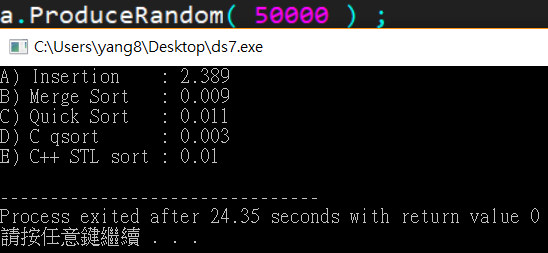 a.ProduceRandom( 50000 ) ;
C:\Users\yang8\Desktop\ds7.exe
A) Insertion    : 2.389
B) Merge Sort   : 0.009
C) Quick Sort   : 0.011
D) C qsort      : 0.003
E) C++ STL sort : 0.01
--------------------------------
Process exited after 24.35 seconds with return value 0
請按任意鍵繼續 . . .